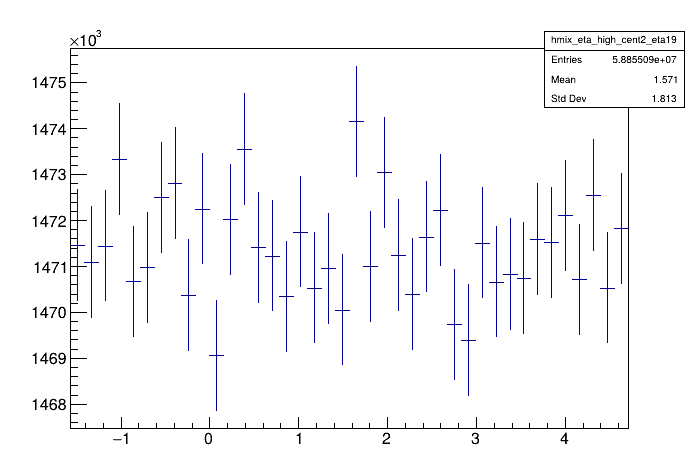 ×10³
hmix_eta_high_cent2_eta19
Entries 5.885509e+07
Mean 1.571
Std Dev 1.813
1475
1474
1473
1472
1471
1470
1469
1468
−1 0 1 2 3 4